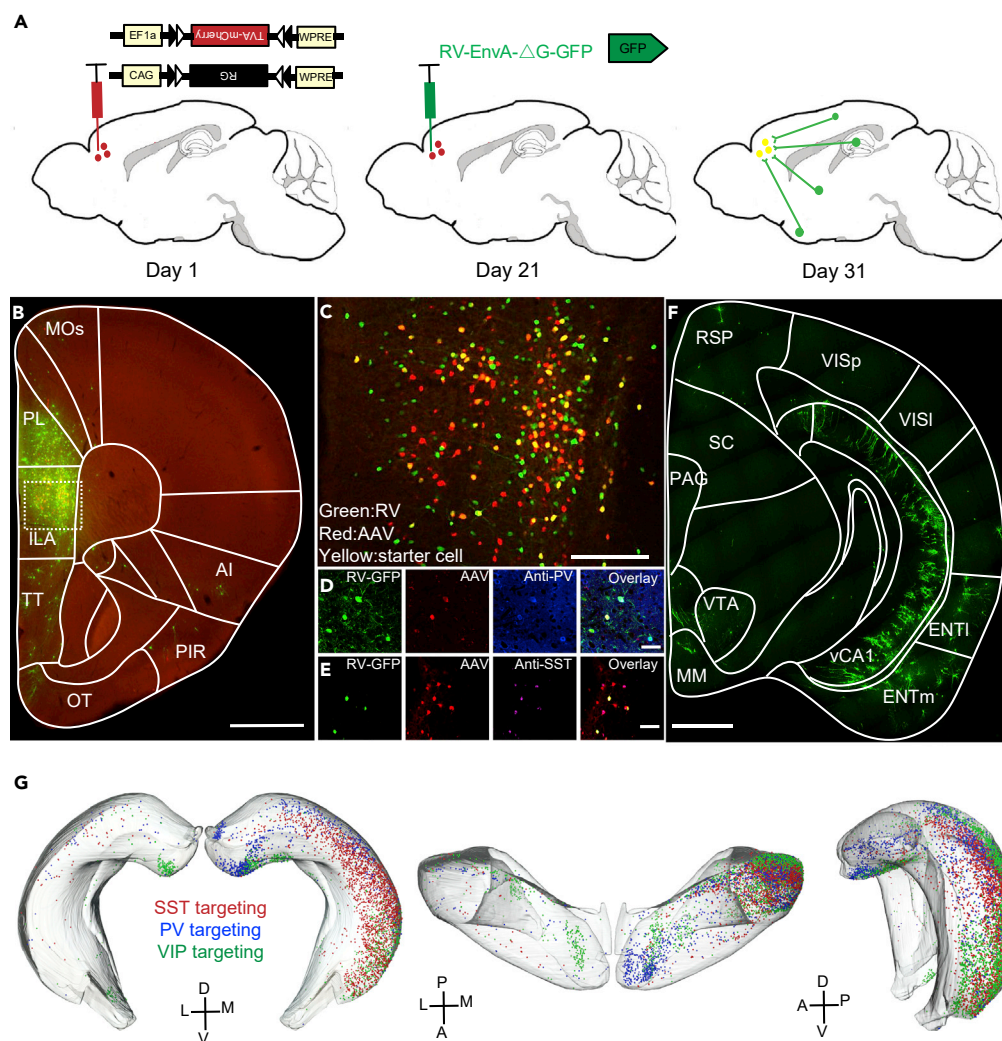 A
EF1a
TVA-mCherry
WPRE
CAG
RG
WPRE
RV-EnvA-△G-GFP
GFP
Day 1
Day 21
Day 31
B
MOs
PL
ILA
TT
AI
PIR
OT
C
Green:RV
Red:AAV
Yellow:starter cell
D
RV-GFP
AAV
Anti-PV
Overlay
E
RV-GFP
AAV
Anti-SST
Overlay
F
RSP
VISp
VISl
SC
PAG
VTA
MM
vCA1
ENTl
ENTm
G
SST targeting
PV targeting
VIP targeting
D
L
M
V
P
L
M
A
D
A
P
V